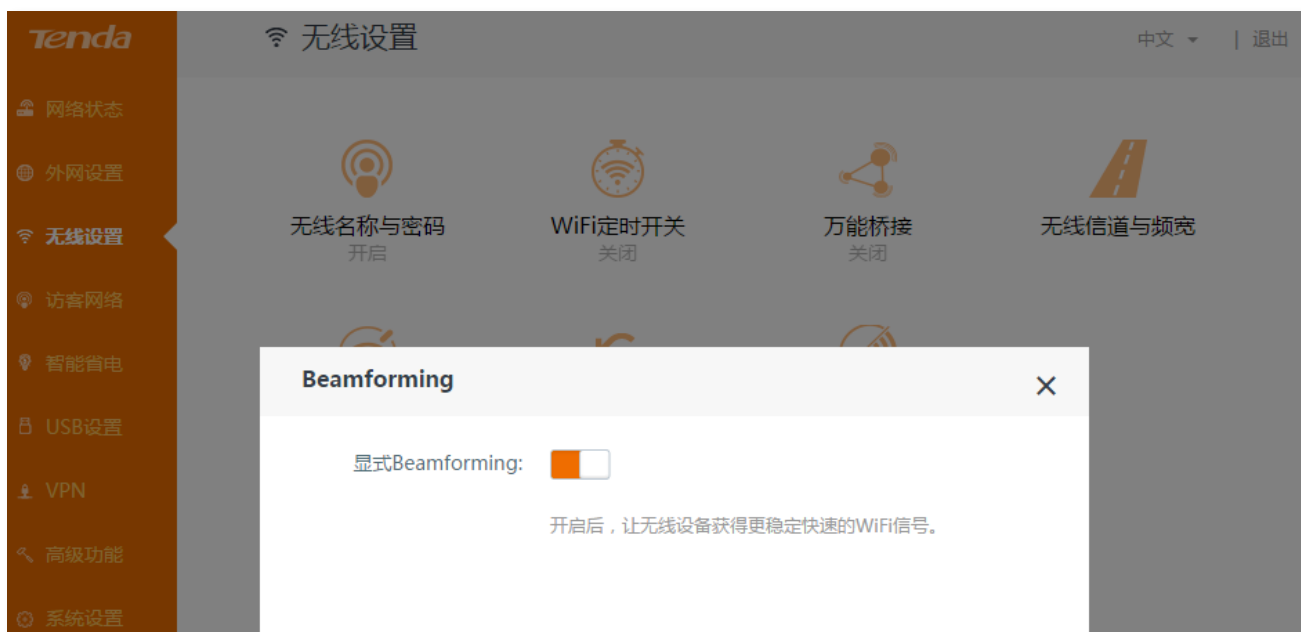 Tenda
无线设置
中文
退出
网络状态
外网设置
无线设置
访客网络
智能省电
USB设置
VPN
高级功能
系统设置
无线名称与密码
开启
WiFi定时开关
关闭
万能桥接
关闭
无线信道与频宽
Beamforming
显式Beamforming:
开启后，让无线设备获得更稳定快速的WiFi信号。